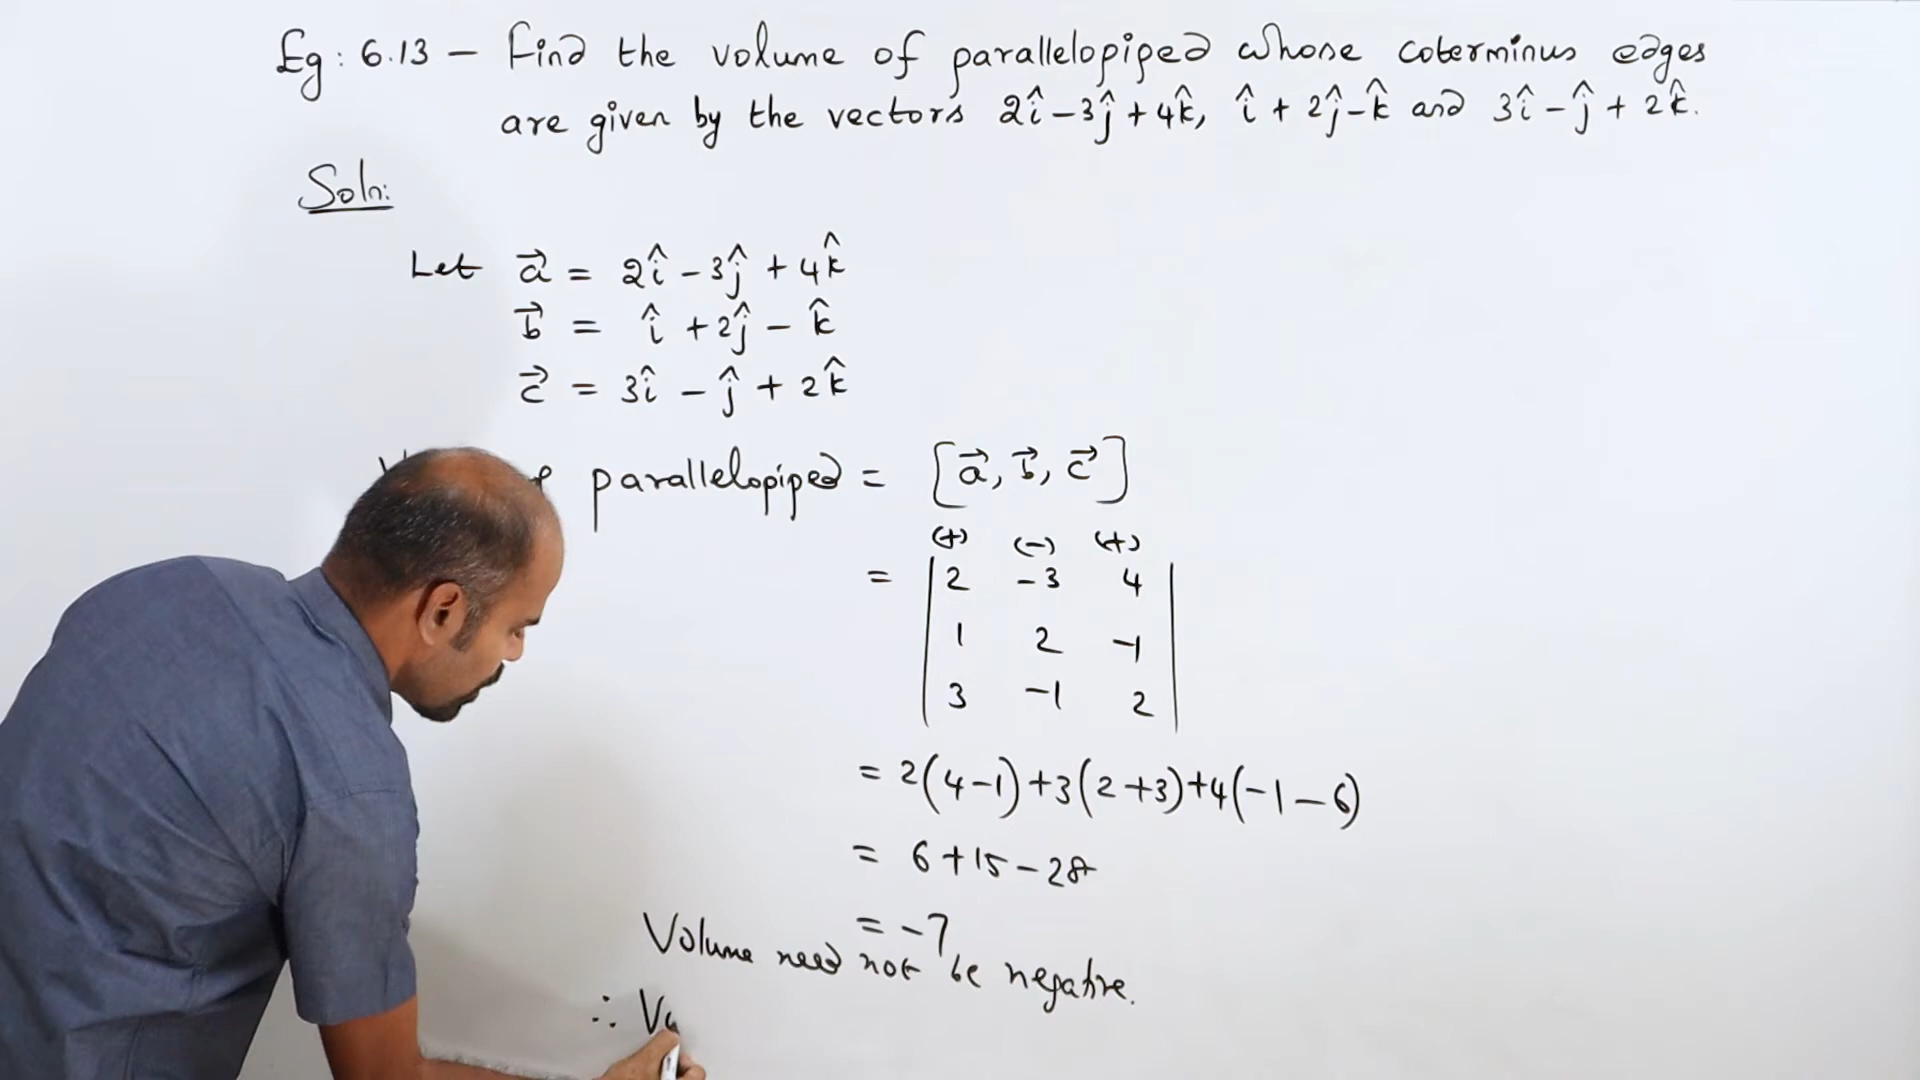 Eg: 6.13 – Find the volume of parallelopiped whose coterminus edges
are given by the vectors 2î – 3ĵ + 4k̂, î + 2ĵ – k̂ and 3î – ĵ + 2k̂.
Soln:
Let a⃗ = 2î – 3ĵ + 4k̂
b⃗ = î + 2ĵ – k̂
c⃗ = 3î – ĵ + 2k̂
parallelopiped = [a⃗, b⃗, c⃗]
(+) (–) (+)
= | 2 –3 4 |
1 2 –1
3 –1 2
= 2(4–1)+3(2+3)+4(–1–6)
= 6+15–28
= –7
Volume need not be negative.
∴